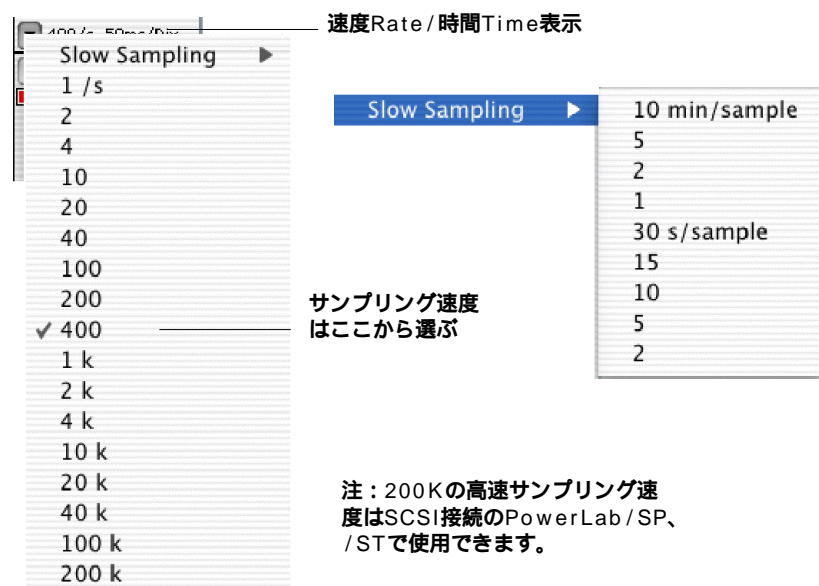 速度Rate/時間Time表示
400/s 50ms/Div
Slow Sampling
1 /s
2
4
10
20
40
100
200
✓ 400
1 k
2 k
4 k
10 k
20 k
40 k
100 k
200 k
Slow Sampling
10 min/sample
5
2
1
30 s/sample
15
10
5
2
サンプリング速度
はここから選ぶ
注：200Kの高速サンプリング速
度はSCSI接続のPowerLab/SP、
/STで使用できます。